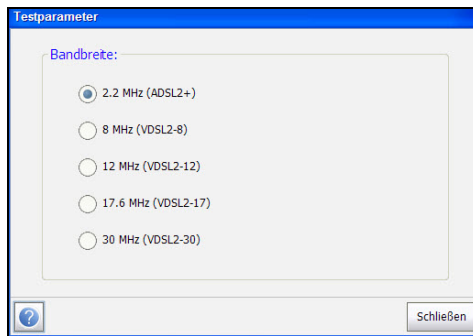 Testparameter
Bandbreite:
2.2 MHz (ADSL2+)
8 MHz (VDSL2-8)
12 MHz (VDSL2-12)
17.6 MHz (VDSL2-17)
30 MHz (VDSL2-30)
?
Schließen